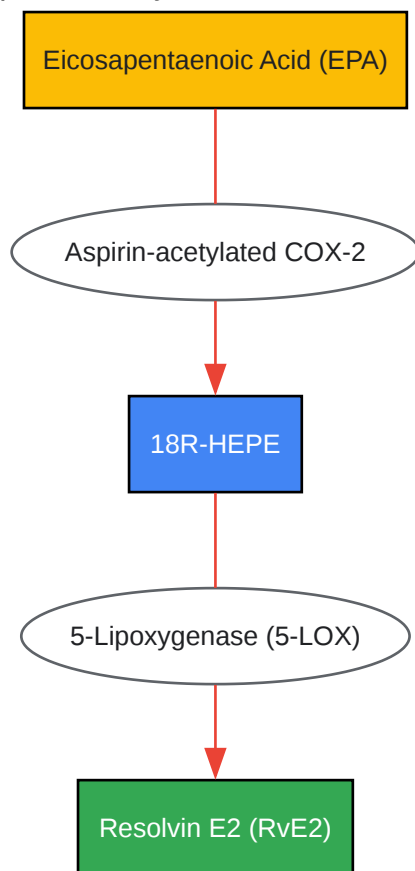 Eicosapentaenoic Acid (EPA)
Aspirin-acetylated COX-2
18R-HEPE
5-Lipoxygenase (5-LOX)
Resolvin E2 (RvE2)